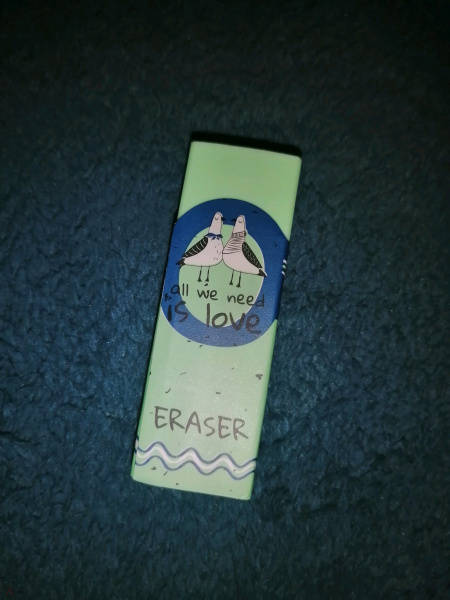 all we need
is love
ERASER